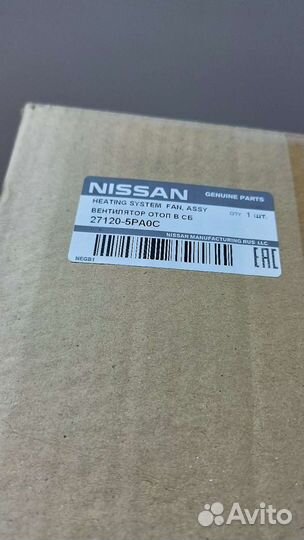 NISSAN GENUINE PARTS
HEATING SYSTEM FAN, ASSY
ВЕНТИЛЯТОР ОТОП В СБ QTY 1 шт.
27120-5PA0C
NISSAN MANUFACTURING RUS LLC
NEGB1
EAC
Avito